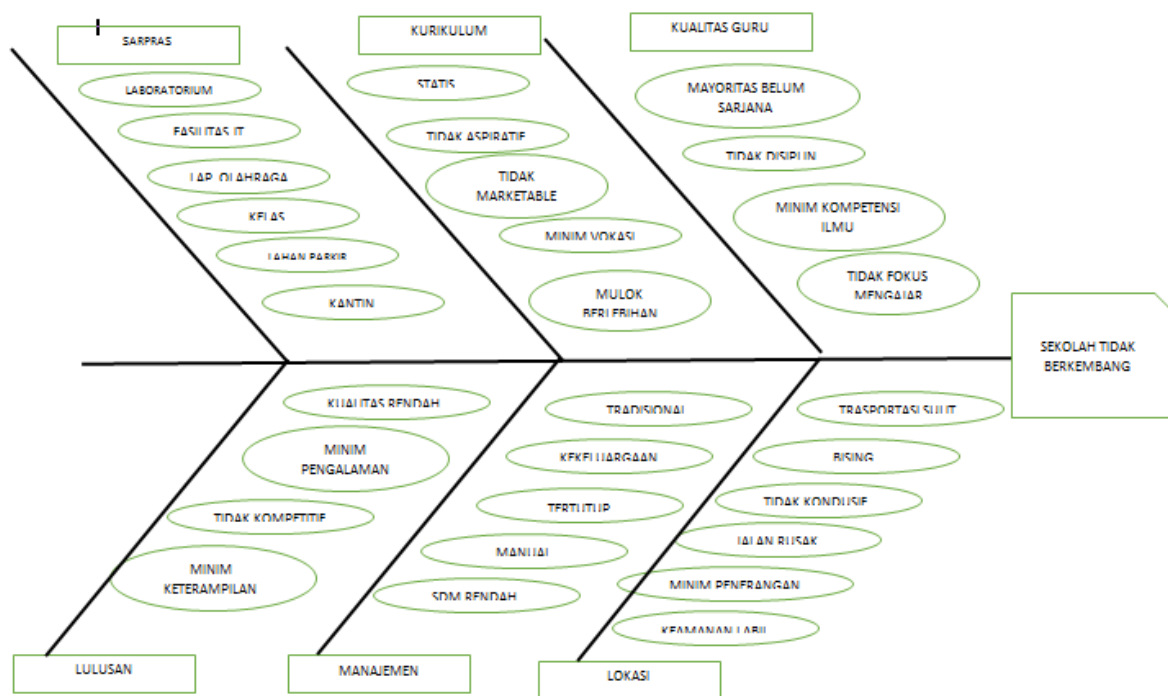 SARPRAS
LABORATORIUM
FASILITAS IT
LAP. OLAHRAGA
KELAS
LAHAN PARKIR
KANTIN
KURIKULUM
STATIS
TIDAK ASPIRATIF
TIDAK
MARKETABLE
MINIM VOKASI
MULOK
BERLEBIHAN
KUALITAS GURU
MAYORITAS BELUM
SARJANA
TIDAK DISIPLIN
MINIM KOMPETENSI
ILMU
TIDAK FOKUS
MENGAJAR
SEKOLAH TIDAK
BERKEMBANG
KUALITAS RENDAH
MINIM
PENGALAMAN
TIDAK KOMPETITIF
MINIM
KETERAMPILAN
LULUSAN
TRADISIONAL
KEKELUARGAAN
TERTUTUP
MANUAL
SDM RENDAH
MANAJEMEN
TRASPORTASI SULIT
BISING
TIDAK KONDUSIF
JALAN RUSAK
MINIM PENERANGAN
KEAMANAN LABIL
LOKASI